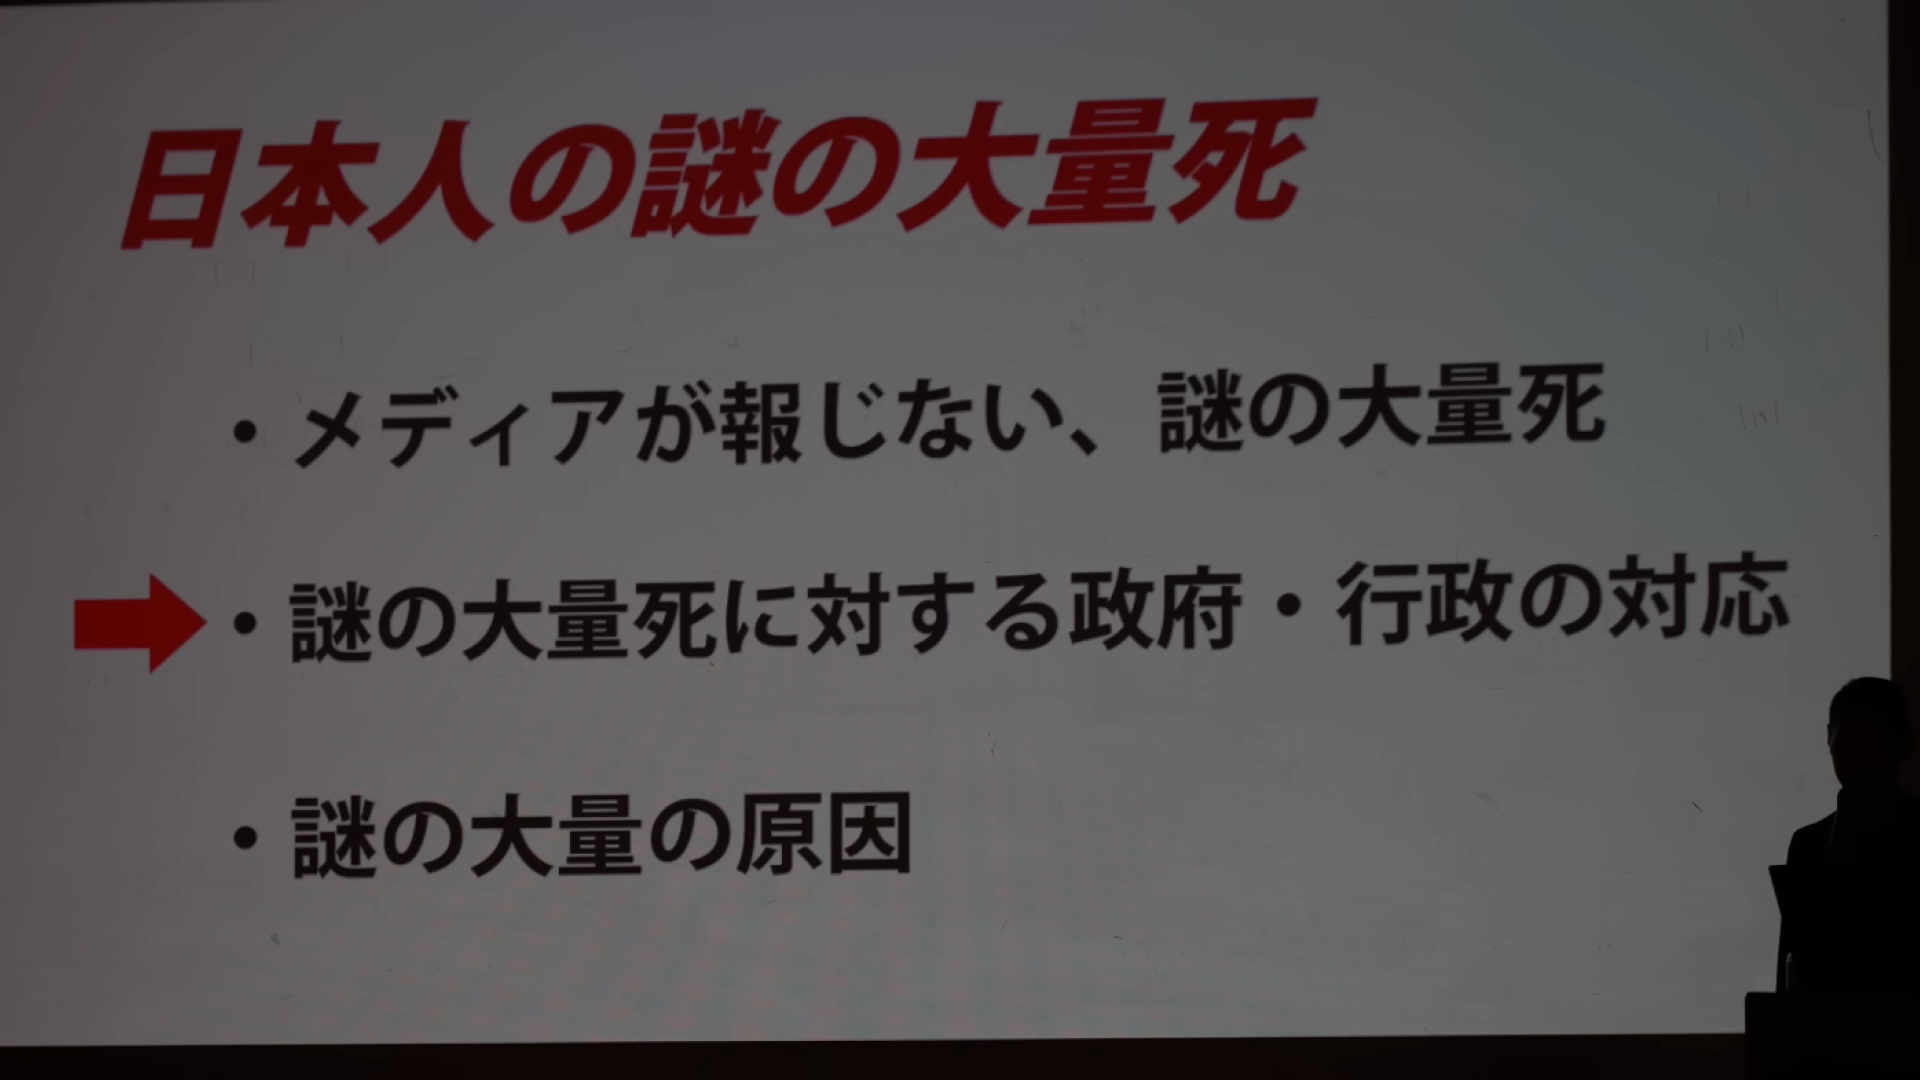 日本人の謎の大量死
・メディアが報じない、謎の大量死
・謎の大量死に対する政府・行政の対応
・謎の大量の原因